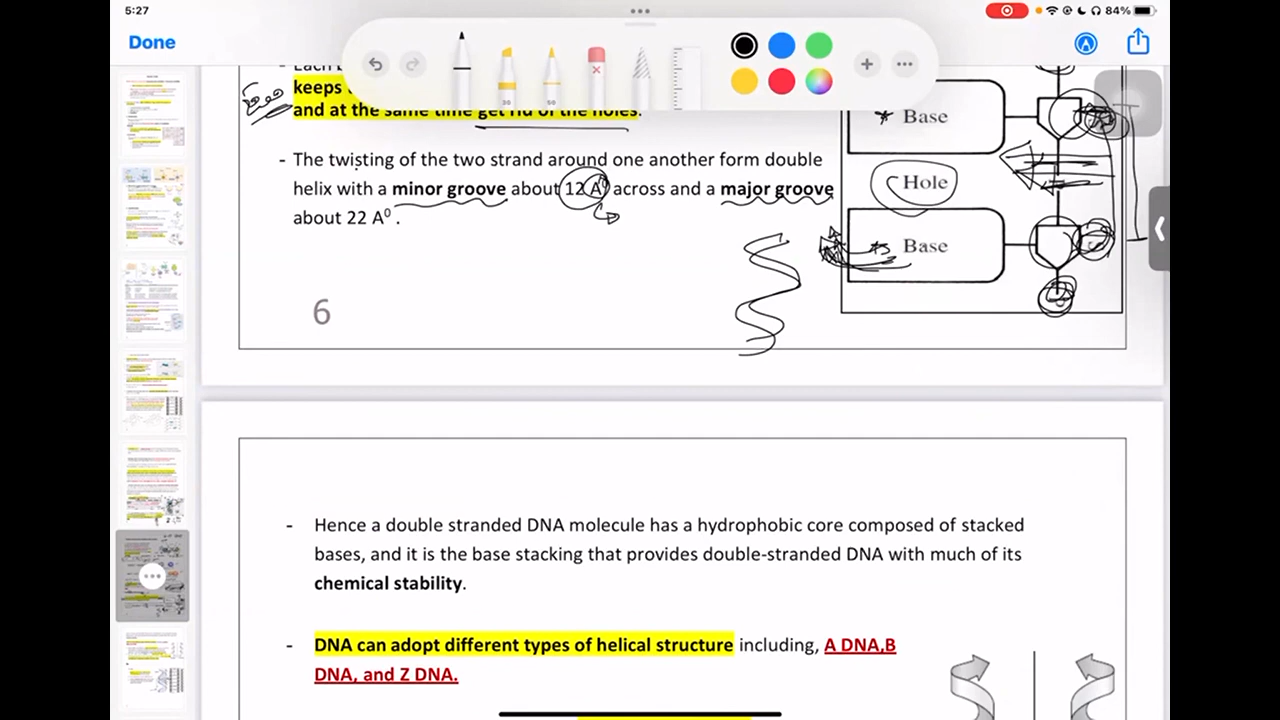 5:27
84%
Done
30
50
keeps
and at the same time get rid of the holes.
- The twisting of the two strand around one another form double
helix with a minor groove about 12 A⁰ across and a major groove
about 22 A⁰ .
6
Base
Hole
Base
- Hence a double stranded DNA molecule has a hydrophobic core composed of stacked
bases, and it is the base stacking that provides double-stranded DNA with much of its
chemical stability.
- DNA can adopt different types of helical structure including, A DNA,B
DNA, and Z DNA.